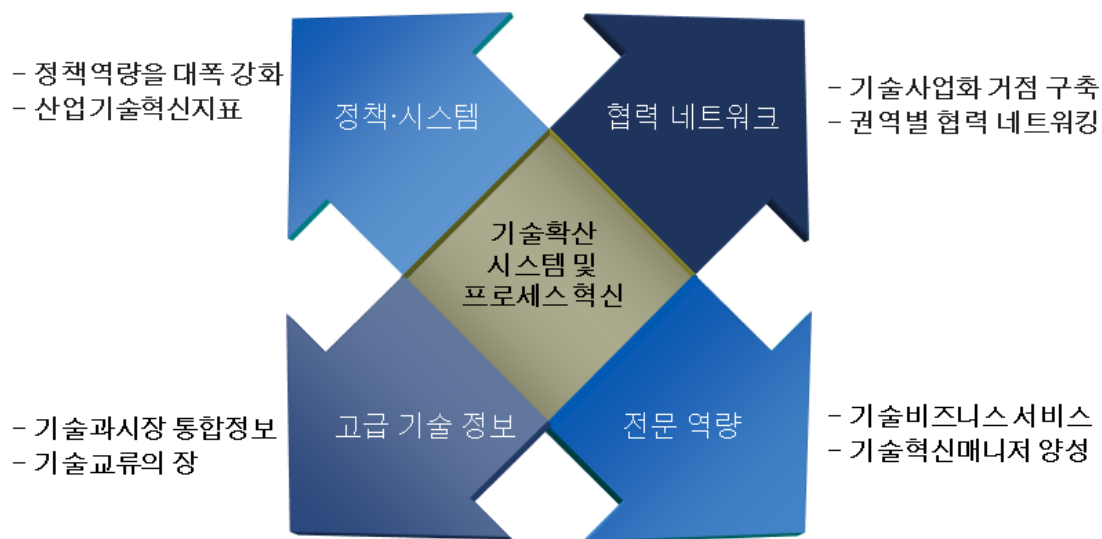 - 정책역량을 대폭 강화
- 산업기술혁신지표
정책·시스템
협력 네트워크
- 기술사업화 거점 구축
- 권역별 협력 네트워킹
기술확산
시스템 및
프로세스 혁신
- 기술과시장 통합정보
- 기술교류의 장
고급 기술 정보
전문 역량
- 기술비즈니스 서비스
- 기술혁신매니저 양성